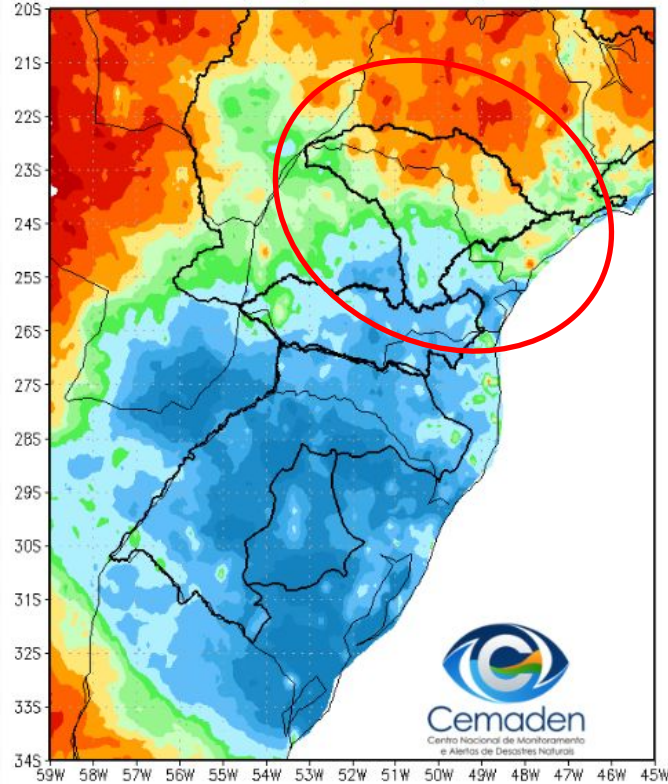 20S
21S
22S
23S
24S
25S
26S
27S
28S
29S
30S
31S
32S
33S
34S
59W 58W 57W 56W 55W 54W 53W 52W 51W 50W 49W 48W 47W 46W 45W
Cemaden
Centro Nacional de Monitoramento
e Alertas de Desastres Naturais